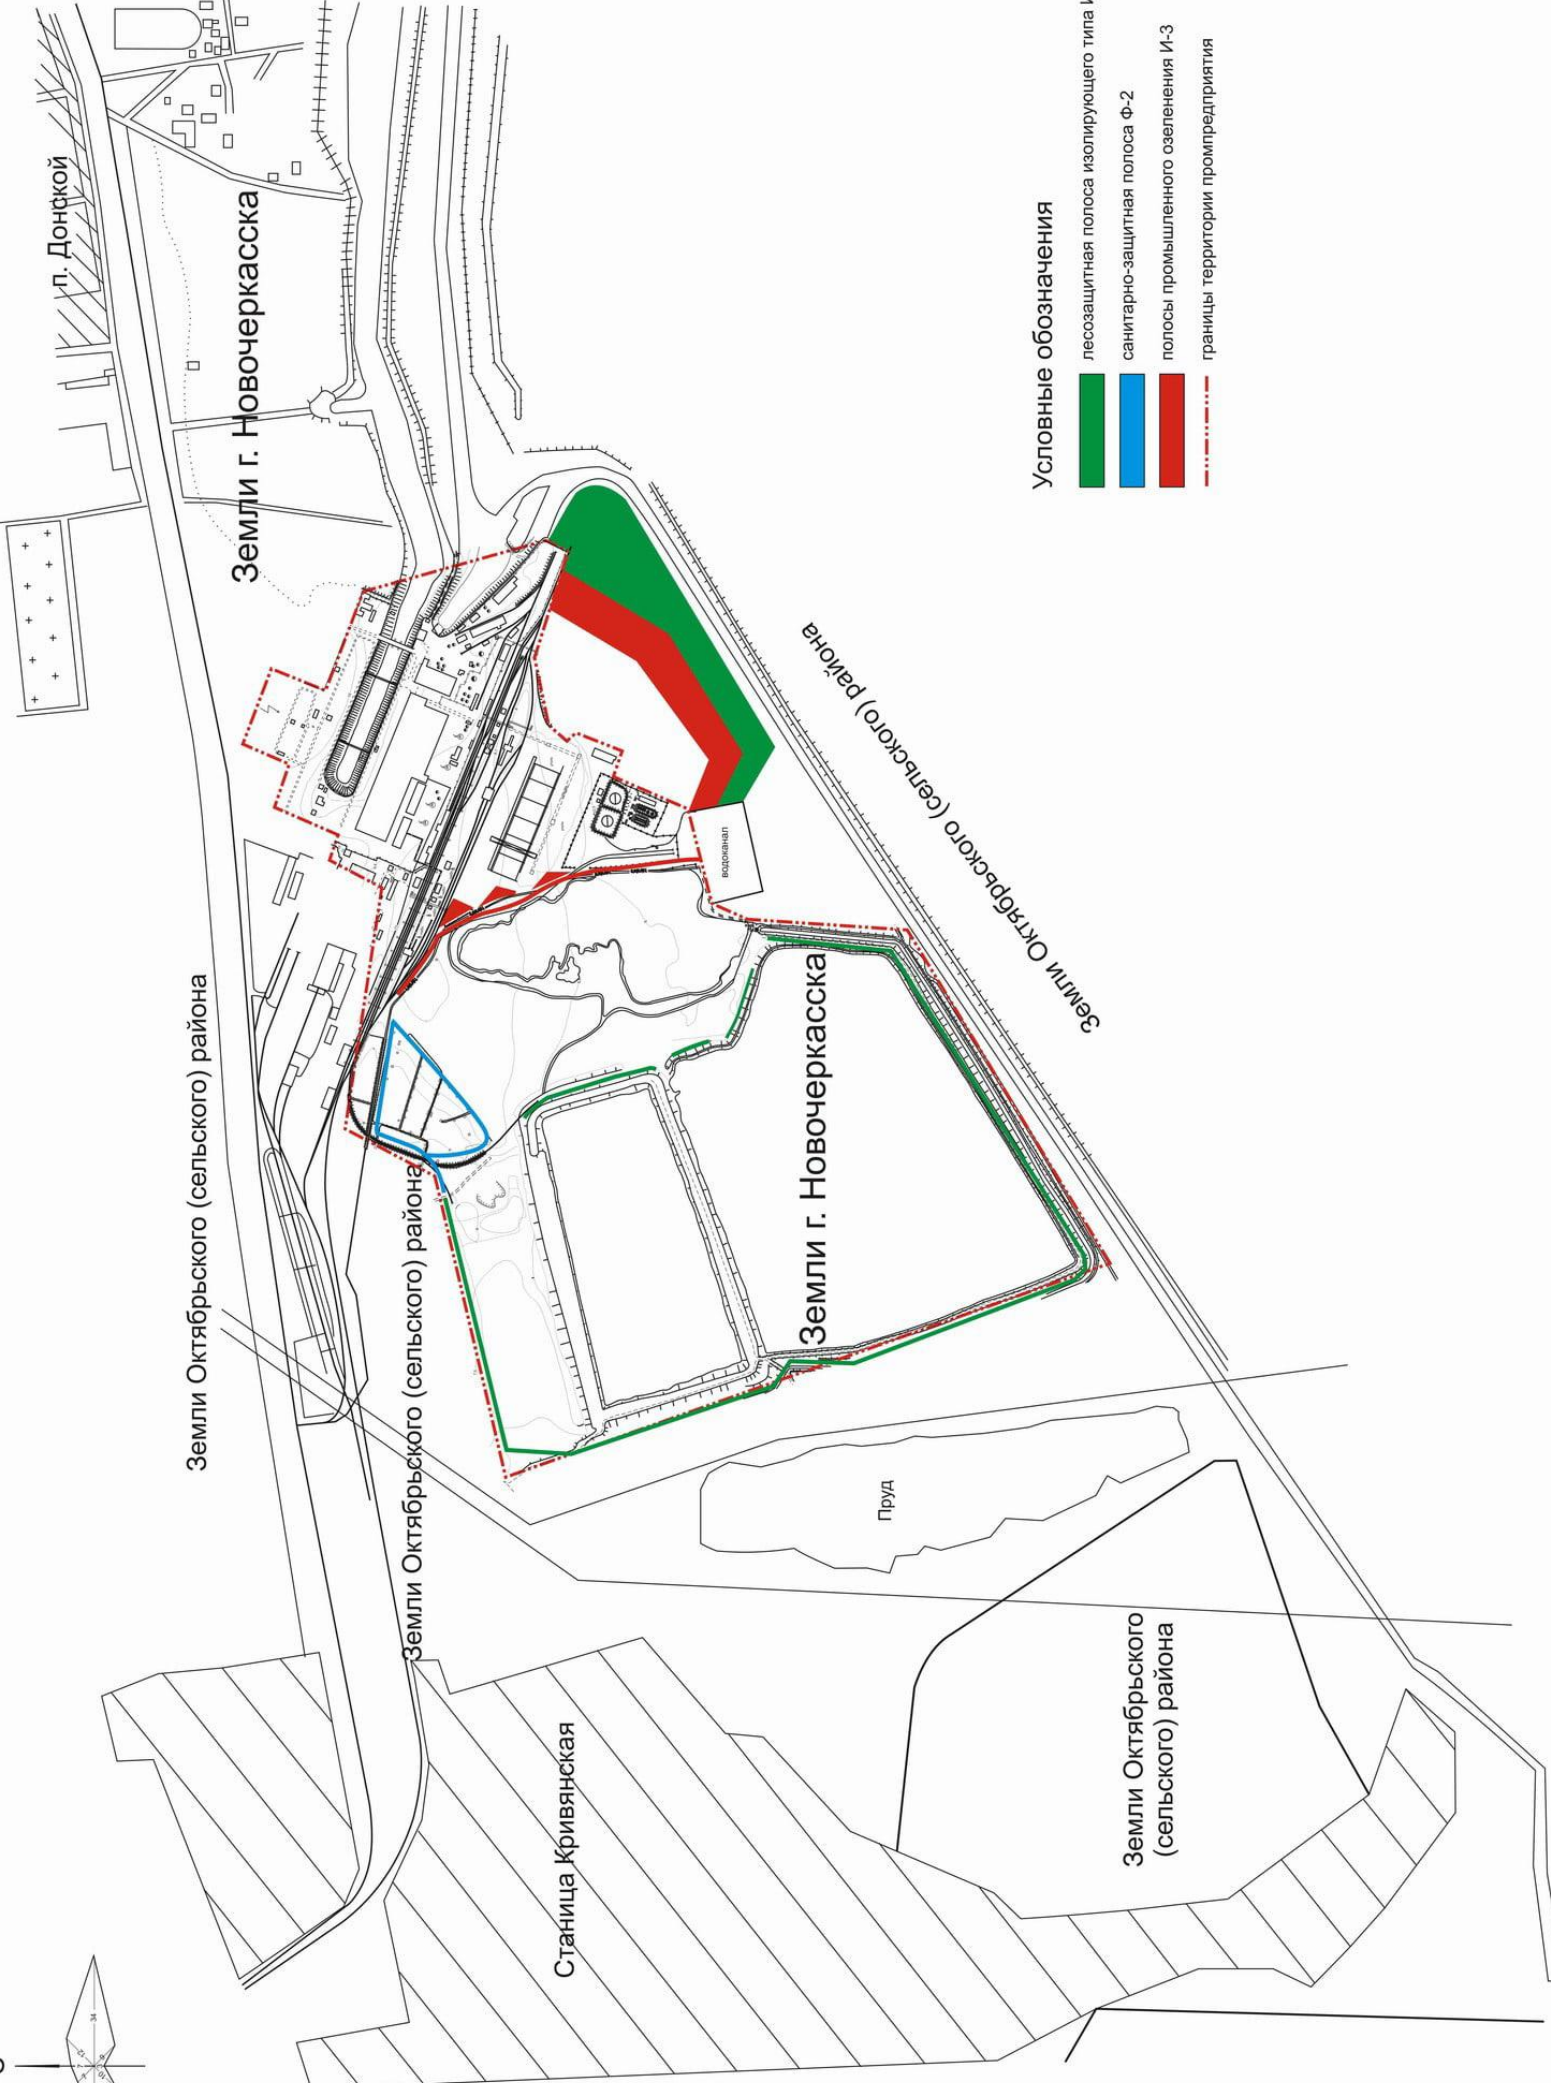 п. Донской
Земли г. Новочеркасска
Земли Октябрьского (сельского) района
Земли Октябрьского (сельского) района
Земли Октябрьского (сельского) района
водоканал
Земли г. Новочеркасска
Пруд
Станица Кривянская
Земли Октябрьского
(сельского) района
34
Условные обозначения
лесозащитная полоса изолирующего типа
санитарно-защитная полоса Ф-2
полосы промышленного озеленения И-3
границы территории промпредприятия